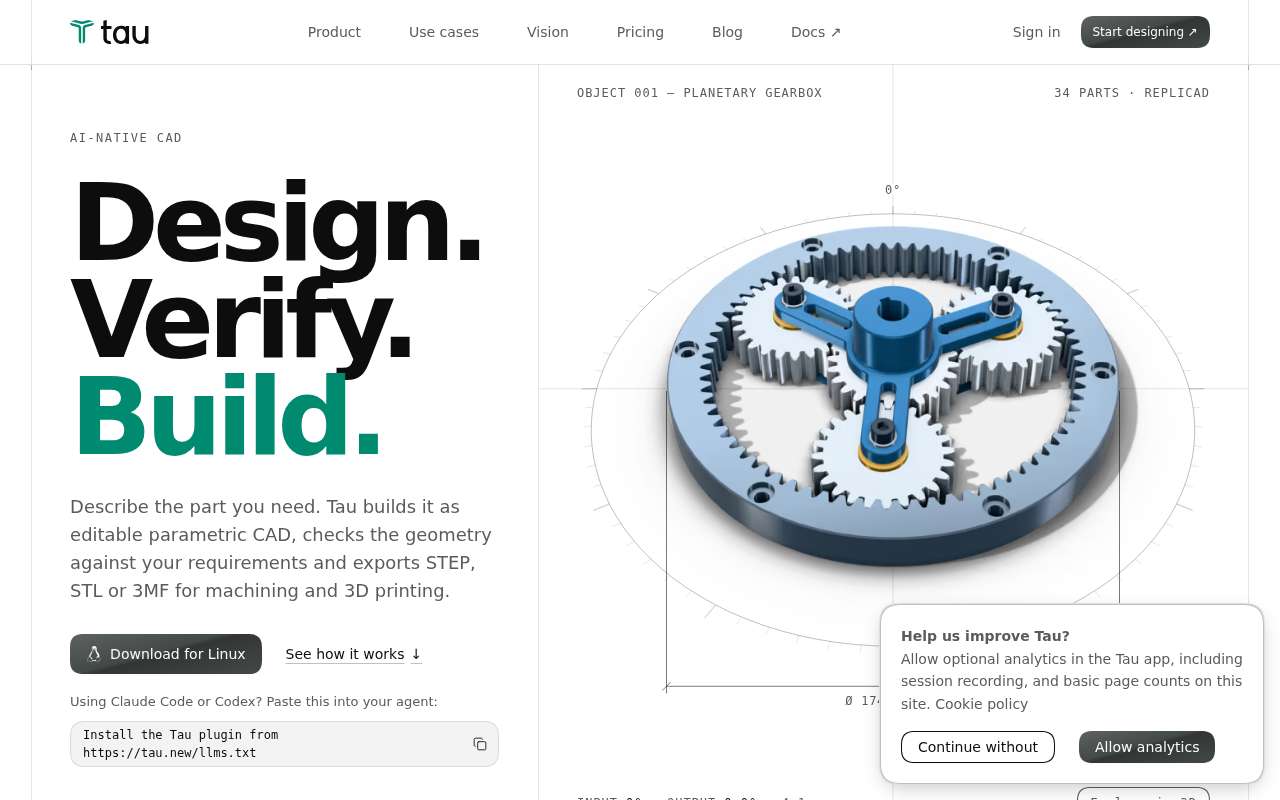 tau
Product
Use cases
Vision
Pricing
Blog
Docs ↗
Sign in
Start designing ↗
AI-NATIVE CAD
Design.
Verify.
Build.
Describe the part you need. Tau builds it as
editable parametric CAD, checks the geometry
against your requirements and exports STEP,
STL or 3MF for machining and 3D printing.
Download for Linux
See how it works ↓
Using Claude Code or Codex? Paste this into your agent:
Install the Tau plugin from
https://tau.new/llms.txt
OBJECT 001 — PLANETARY GEARBOX
34 PARTS · REPLICAD
0°
Help us improve Tau?
Allow optional analytics in the Tau app, including
session recording, and basic page counts on this
site. Cookie policy
Continue without
Allow analytics